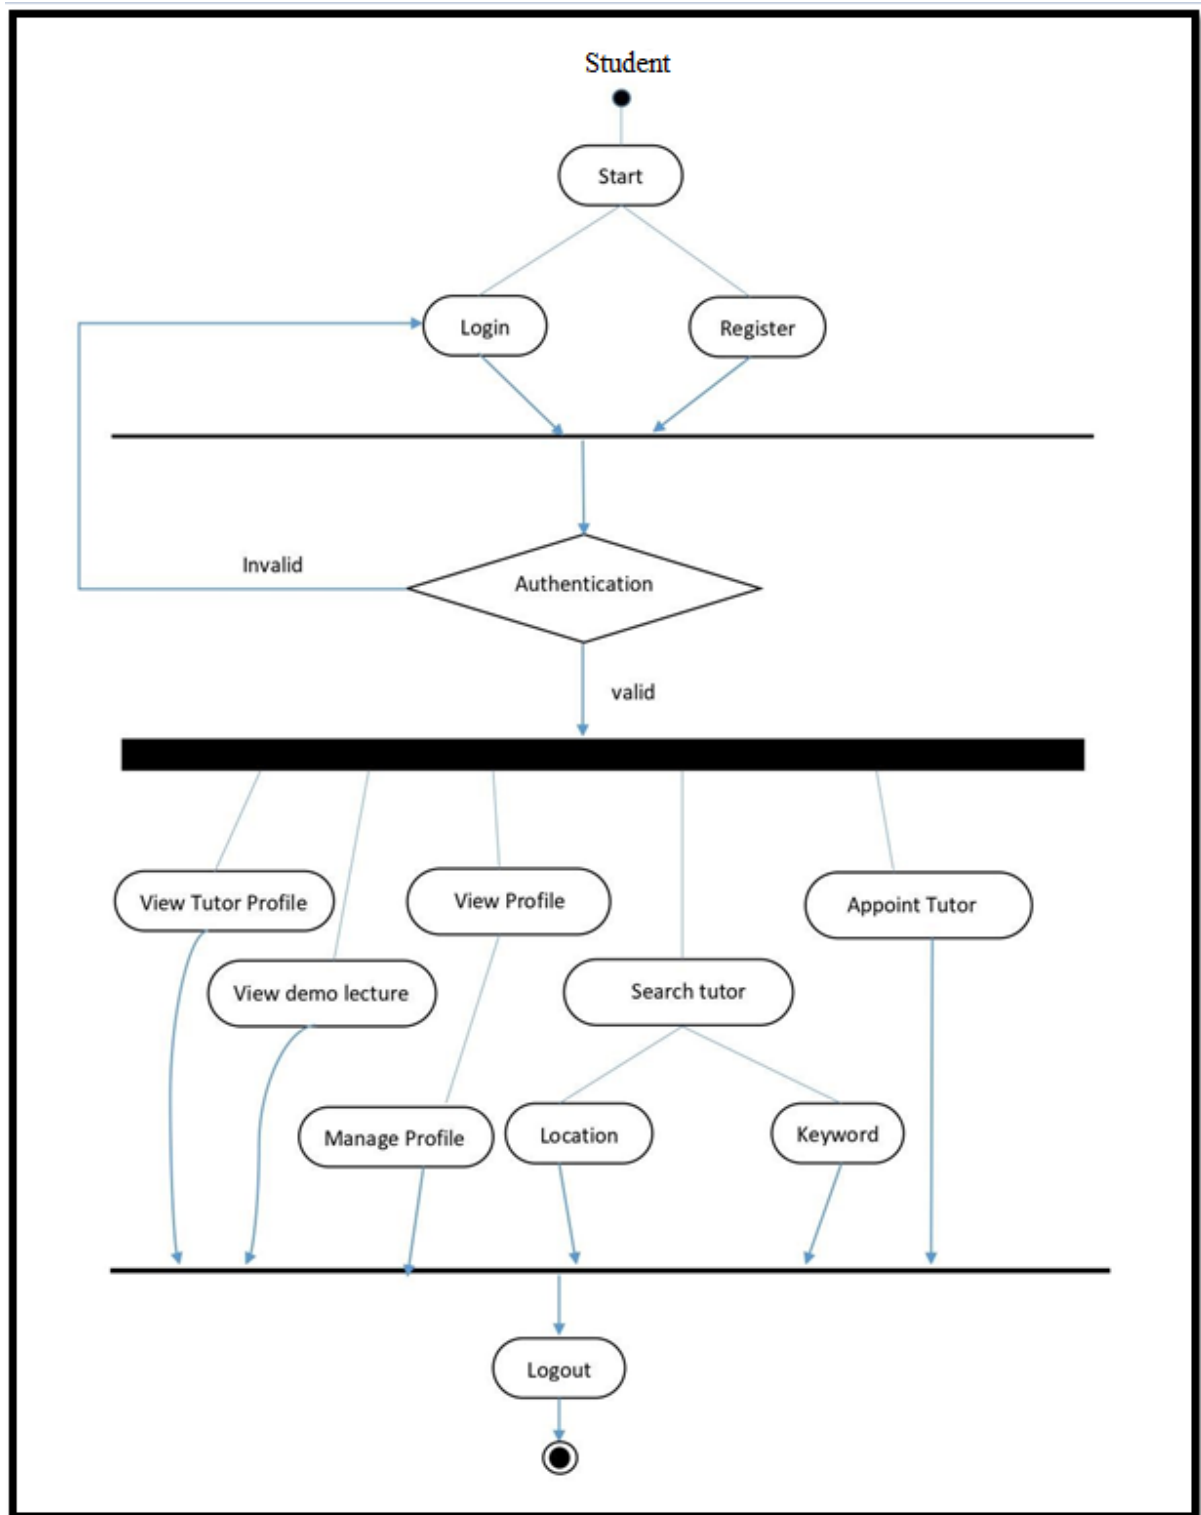 Student
Start
Login
Register
Invalid
Authentication
valid
View Tutor Profile
View Profile
Appoint Tutor
View demo lecture
Search tutor
Manage Profile
Location
Keyword
Logout